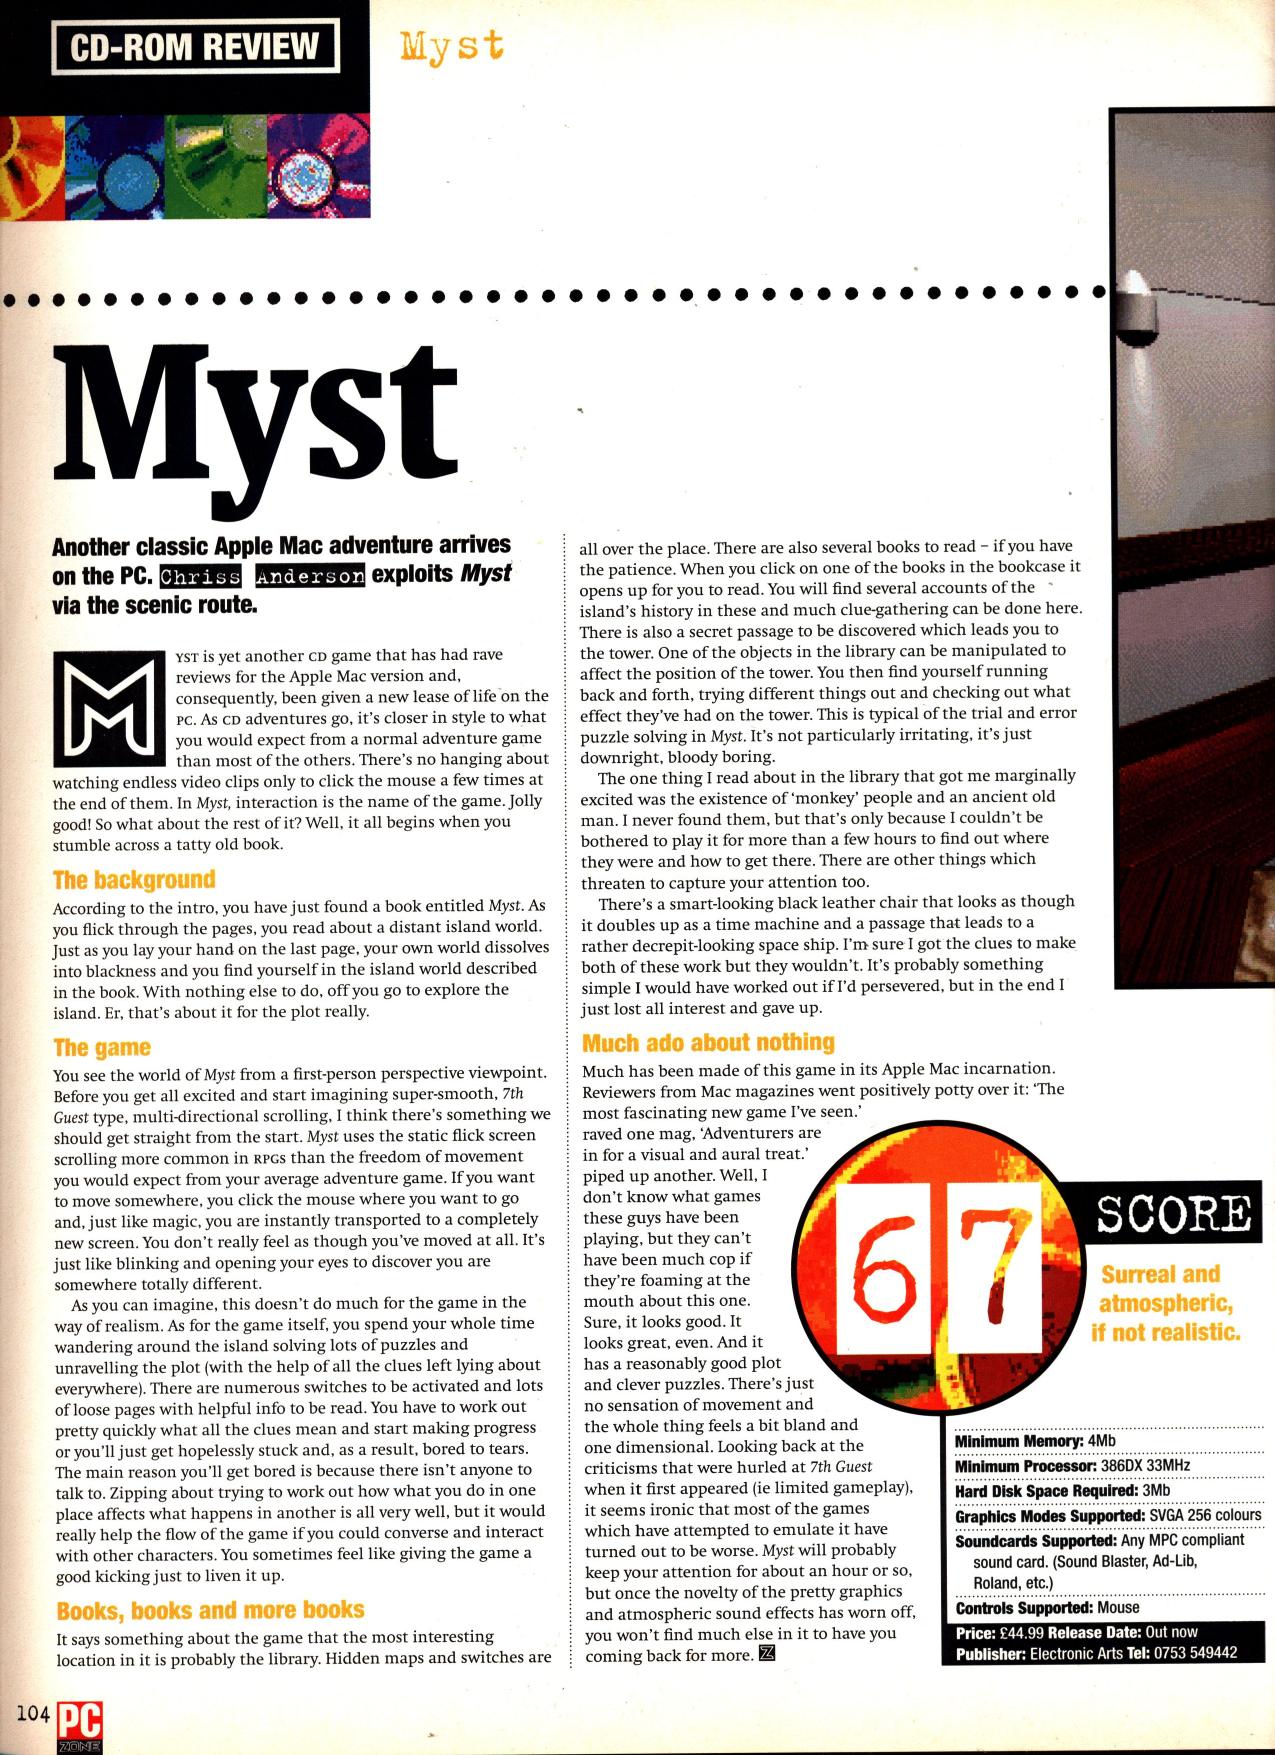 CD-ROM REVIEW
Myst
Myst
Another classic Apple Mac adventure arrives
on the PC. Chriss Anderson exploits Myst
via the scenic route.
MYST is yet another CD game that has had rave
reviews for the Apple Mac version and,
consequently, been given a new lease of life on the
PC. As CD adventures go, it's closer in style to what
you would expect from a normal adventure game
than most of the others. There's no hanging about
watching endless video clips only to click the mouse a few times at
the end of them. In Myst, interaction is the name of the game. Jolly
good! So what about the rest of it? Well, it all begins when you
stumble across a tatty old book.
The background
According to the intro, you have just found a book entitled Myst. As
you flick through the pages, you read about a distant island world.
Just as you lay your hand on the last page, your own world dissolves
into blackness and you find yourself in the island world described
in the book. With nothing else to do, off you go to explore the
island. Er, that's about it for the plot really.
The game
You see the world of Myst from a first-person perspective viewpoint.
Before you get all excited and start imagining super-smooth, 7th
Guest type, multi-directional scrolling, I think there's something we
should get straight from the start. Myst uses the static flick screen
scrolling more common in RPGs than the freedom of movement
you would expect from your average adventure game. If you want
to move somewhere, you click the mouse where you want to go
and, just like magic, you are instantly transported to a completely
new screen. You don't really feel as though you've moved at all. It's
just like blinking and opening your eyes to discover you are
somewhere totally different.
As you can imagine, this doesn't do much for the game in the
way of realism. As for the game itself, you spend your whole time
wandering around the island solving lots of puzzles and
unravelling the plot (with the help of all the clues left lying about
everywhere). There are numerous switches to be activated and lots
of loose pages with helpful info to be read. You have to work out
pretty quickly what all the clues mean and start making progress
or you'll just get hopelessly stuck and, as a result, bored to tears.
The main reason you'll get bored is because there isn't anyone to
talk to. Zipping about trying to work out how what you do in one
place affects what happens in another is all very well, but it would
really help the flow of the game if you could converse and interact
with other characters. You sometimes feel like giving the game a
good kicking just to liven it up.
Books, books and more books
It says something about the game that the most interesting
location in it is probably the library. Hidden maps and switches are
all over the place. There are also several books to read – if you have
the patience. When you click on one of the books in the bookcase it
opens up for you to read. You will find several accounts of the
island's history in these and much clue-gathering can be done here.
There is also a secret passage to be discovered which leads you to
the tower. One of the objects in the library can be manipulated to
affect the position of the tower. You then find yourself running
back and forth, trying different things out and checking out what
effect they've had on the tower. This is typical of the trial and error
puzzle solving in Myst. It's not particularly irritating, it's just
downright, bloody boring.
The one thing I read about in the library that got me marginally
excited was the existence of 'monkey' people and an ancient old
man. I never found them, but that's only because I couldn't be
bothered to play it for more than a few hours to find out where
they were and how to get there. There are other things which
threaten to capture your attention too.
There's a smart-looking black leather chair that looks as though
it doubles up as a time machine and a passage that leads to a
rather decrepit-looking space ship. I'm sure I got the clues to make
both of these work but they wouldn't. It's probably something
simple I would have worked out if I'd persevered, but in the end I
just lost all interest and gave up.
Much ado about nothing
Much has been made of this game in its Apple Mac incarnation.
Reviewers from Mac magazines went positively potty over it: 'The
most fascinating new game I've seen.'
raved one mag, 'Adventurers are
in for a visual and aural treat.'
piped up another. Well, I
don't know what games
these guys have been
playing, but they can't
have been much cop if
they're foaming at the
mouth about this one.
Sure, it looks good. It
looks great, even. And it
has a reasonably good plot
and clever puzzles. There's just
no sensation of movement and
the whole thing feels a bit bland and
one dimensional. Looking back at the
criticisms that were hurled at 7th Guest
when it first appeared (ie limited gameplay),
it seems ironic that most of the games
which have attempted to emulate it have
turned out to be worse. Myst will probably
keep your attention for about an hour or so,
but once the novelty of the pretty graphics
and atmospheric sound effects has worn off,
you won't find much else in it to have you
coming back for more. Z
67
SCORE
Surreal and
atmospheric,
if not realistic.
Minimum Memory: 4Mb
Minimum Processor: 386DX 33MHz
Hard Disk Space Required: 3Mb
Graphics Modes Supported: SVGA 256 colours
Soundcards Supported: Any MPC compliant
sound card. (Sound Blaster, Ad-Lib,
Roland, etc.)
Controls Supported: Mouse
Price: £44.99 Release Date: Out now
Publisher: Electronic Arts Tel: 0753 549442
104 PC
ZONE